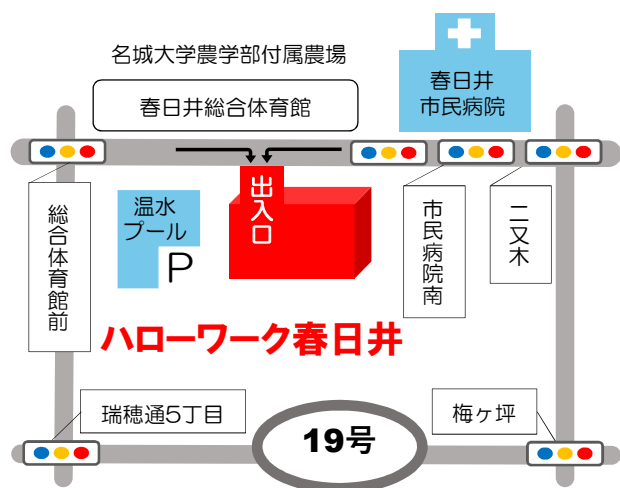 名城大学農学部付属農場
春日井総合体育館
春日井
市民病院
総合体育館前
温水
プール
P
出入口
市民病院南
二又木
ハローワーク春日井
瑞穂通5丁目
19号
梅ヶ坪